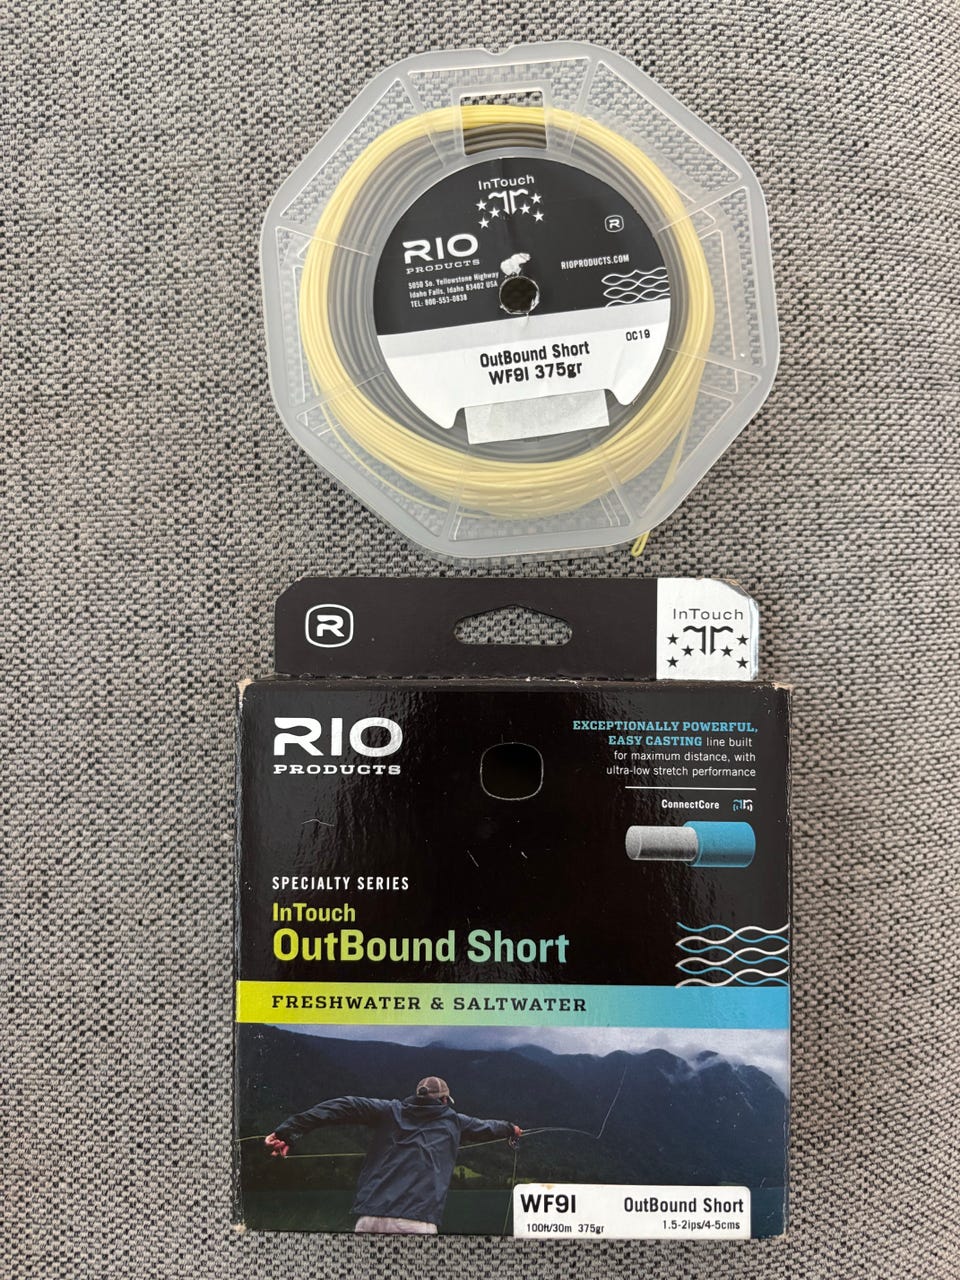 InTouch
R
RIO
PRODUCTS
5050 So. Yellowstone Highway
Idaho Falls, Idaho 83402 USA
TEL: 800-553-0838
RIOPRODUCTS.COM
OC19
OutBound Short
WF9I 375gr
R
InTouch
RIO
PRODUCTS
EXCEPTIONALLY POWERFUL,
EASY CASTING line built
for maximum distance, with
ultra-low stretch performance
ConnectCore
SPECIALTY SERIES
InTouch
OutBound Short
FRESHWATER & SALTWATER
WF9I OutBound Short
100ft/30m 375gr 1.5-2ips/4-5cms